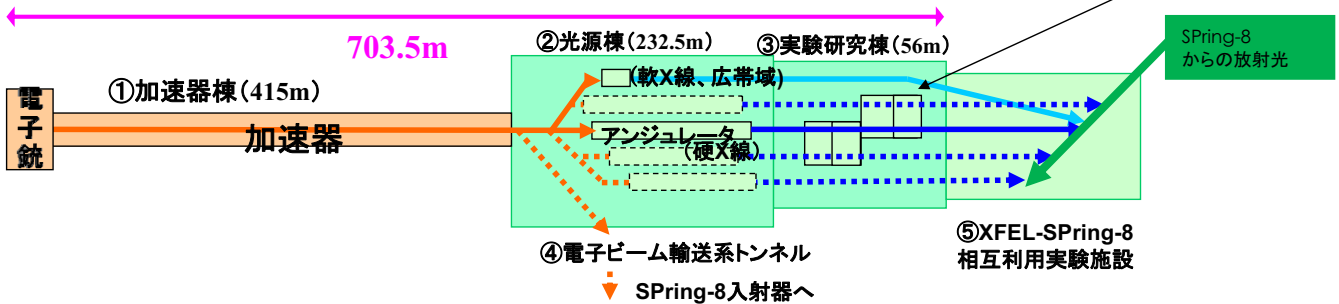 703.5m
②光源棟(232.5m)
③実験研究棟(56m)
SPring-8
からの放射光
①加速器棟(415m)
(軟X線、広帯域)
電子銃
加速器
アンジュレータ
(硬X線)
④電子ビーム輸送系トンネル
⑤XFEL-SPring-8
相互利用実験施設
SPring-8入射器へ